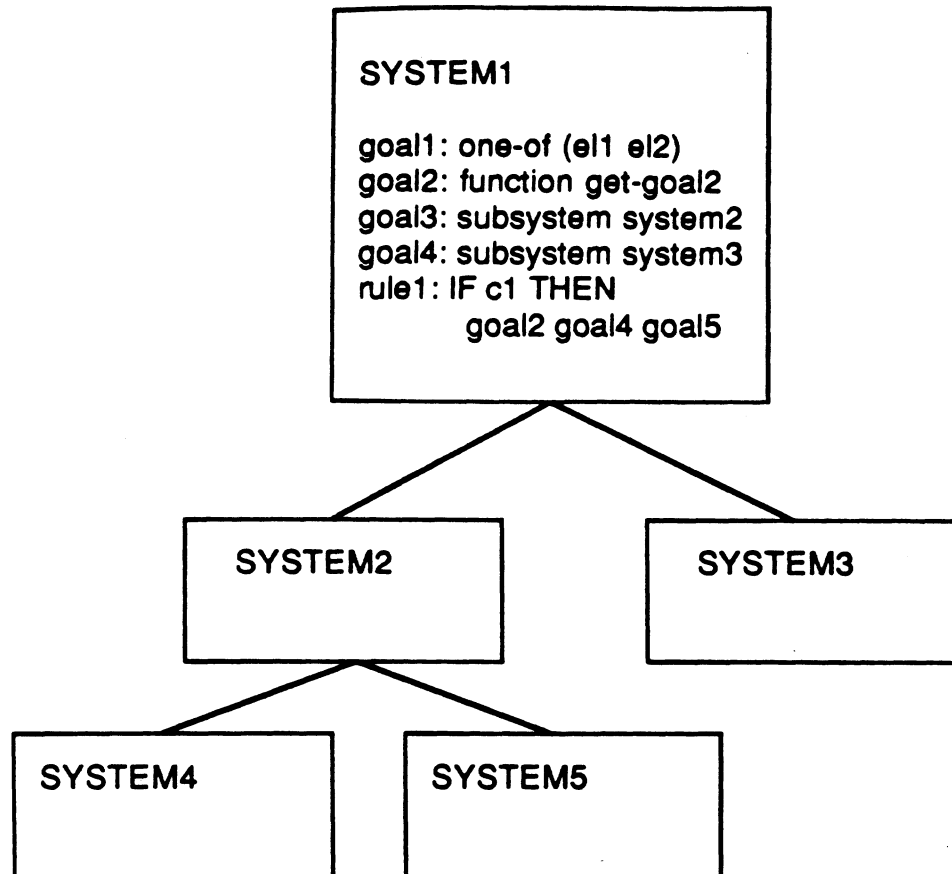 SYSTEM1
goal1: one-of (el1 el2)
goal2: function get-goal2
goal3: subsystem system2
goal4: subsystem system3
rule1: IF c1 THEN
goal2 goal4 goal5
SYSTEM2
SYSTEM3
SYSTEM4
SYSTEM5